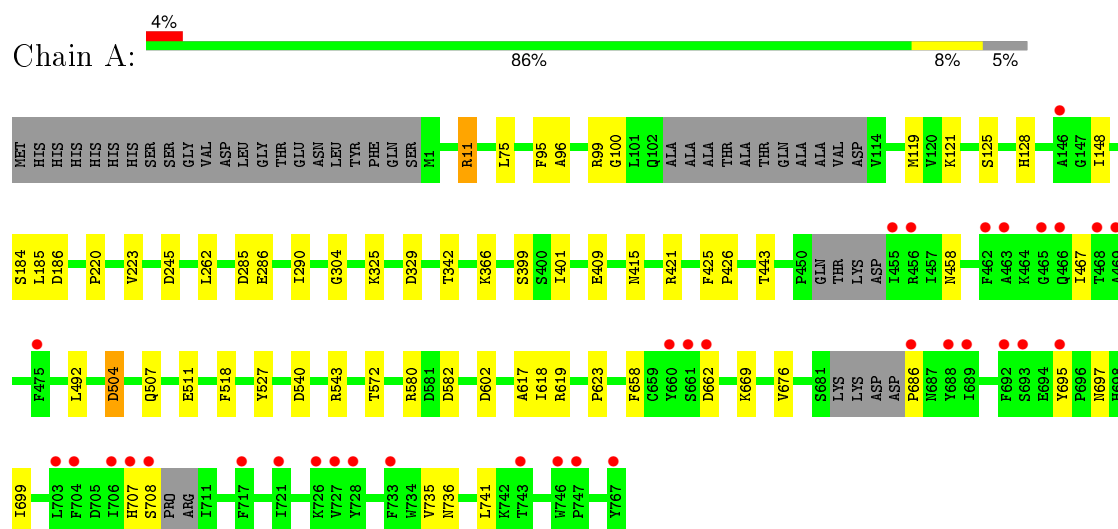 4%
Chain A:
86% 8% 5%
MET HIS HIS HIS HIS HIS HIS SER SER GLY VAL ASP LEU GLY THR GLU ASN LEU TYR PHE GLN SER M1 R11 L75 F95 A96 R99 G100 L101 Q102 ALA ALA ALA THR ALA THR GLN ALA ALA VAL ASP V114 M119 V120 K121 S125 H128 A146 G147 I148
S184 L185 D186 P220 V223 D245 L262 D285 E286 I290 G304 K325 D329 T342 K366 S399 S400 I401 E409 N415 R421 F425 P426 T443 P450 GLN THR LYS ASP I455 R456 I457 N458 F462 A463 K464 G465 Q466 I467 T468 A469
F475 L492 D504 Q507 E511 F518 Y527 D540 R543 T572 R580 D581 D582 D602 A617 I618 R619 P623 F658 C659 Y660 S661 D662 K669 V676 S681 LYS LYS ASP ASP P686 N687 Y688 I689 F692 S693 E694 Y695 P696 N697 H698
I699 L703 F704 D705 I706 H707 S708 PRO ARG I711 F717 I721 K726 V727 Y728 F733 W734 V735 N736 L741 K742 T743 W746 P747 Y767